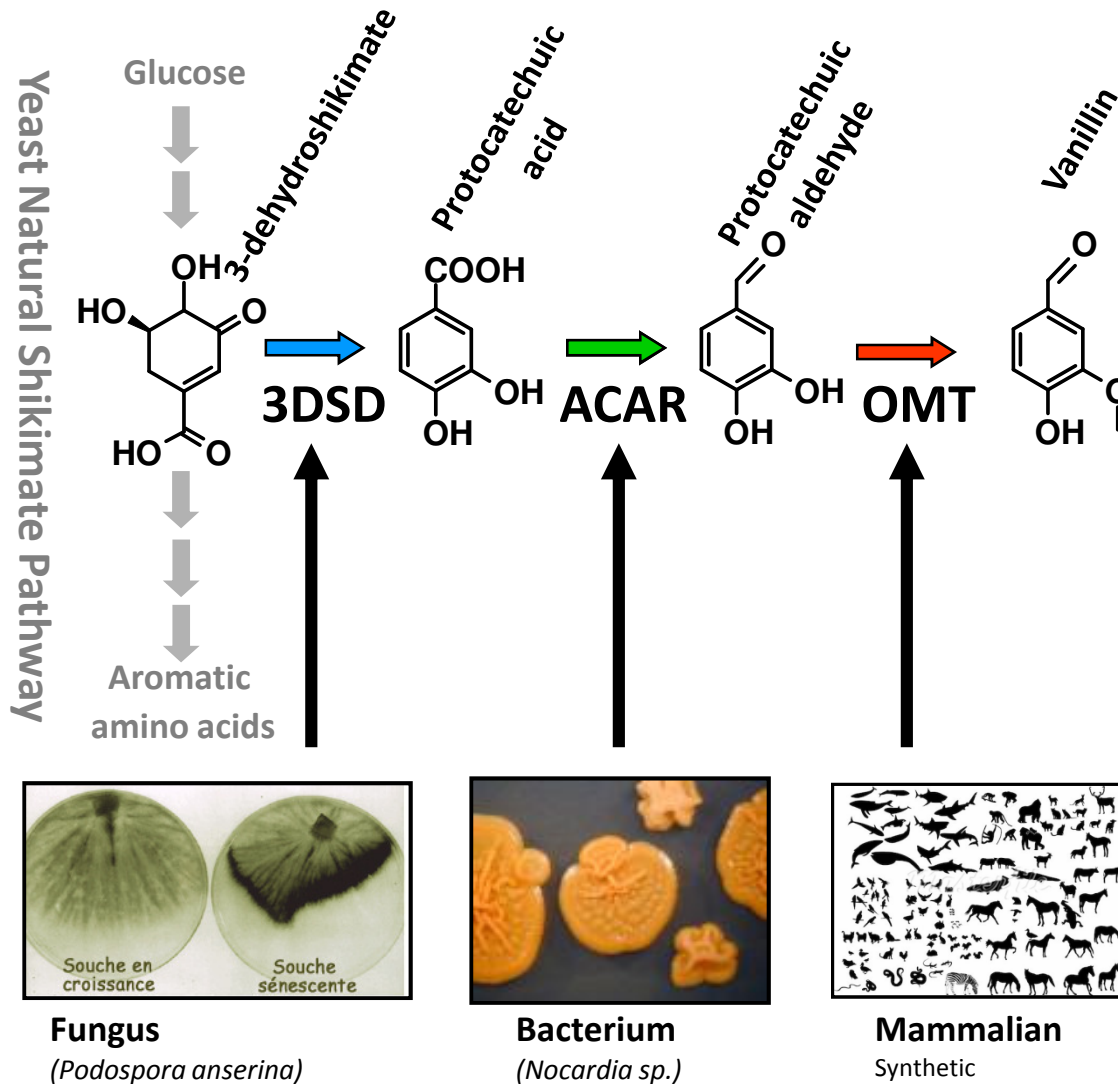 Yeast Natural Shikimate Pathway
Glucose
3-dehydroshikimate
Protocatechuic
acid
Protocatechuic
aldehyde
Vanillin
OH
HO
O
HO
O
COOH
OH
OH
O
OH
OH
O
OH
3DSD
ACAR
OMT
Aromatic
amino acids
Souche en
croissance
Souche
sénescente
Fungus
(Podospora anserina)
Bacterium
(Nocardia sp.)
Mammalian
Synthetic